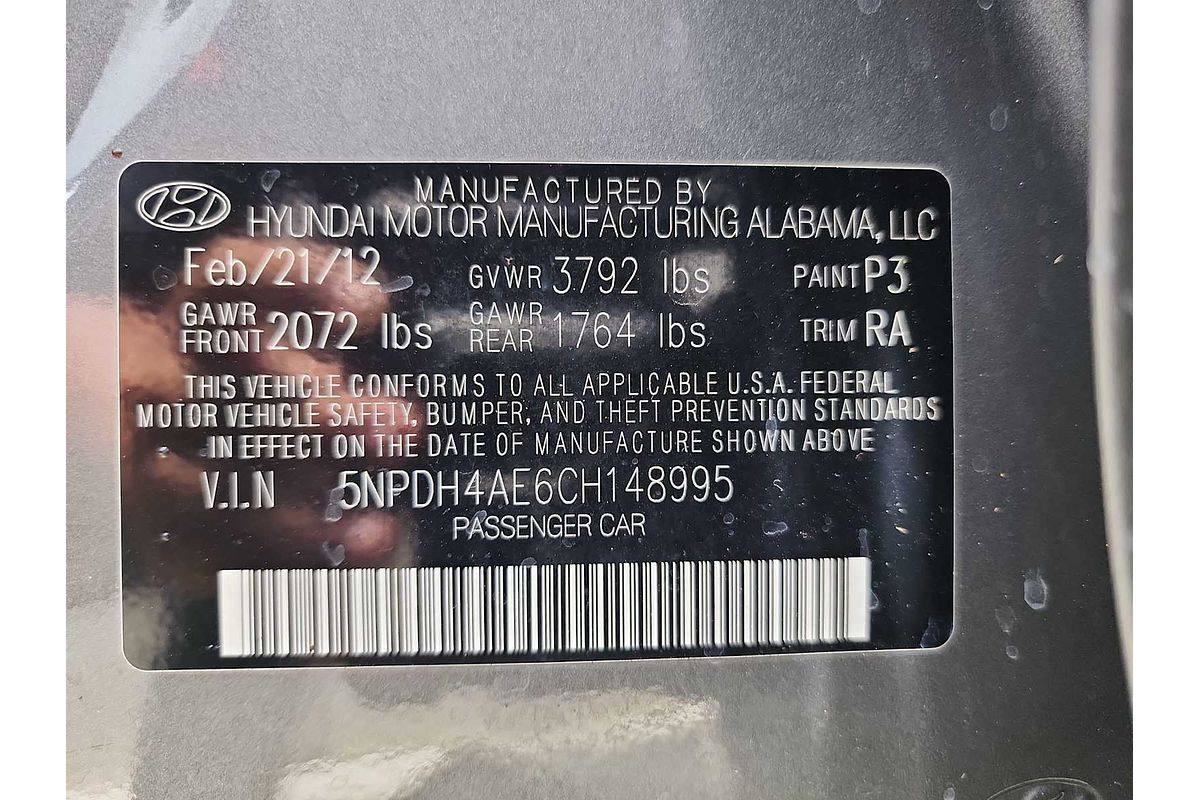 MANUFACTURED BY
HYUNDAI MOTOR MANUFACTURING ALABAMA, LLC
Feb/21/12 GVWR 3792 lbs PAINT P3
GAWR FRONT 2072 lbs GAWR REAR 1764 lbs TRIM RA
THIS VEHICLE CONFORMS TO ALL APPLICABLE U.S.A. FEDERAL
MOTOR VEHICLE SAFETY, BUMPER, AND THEFT PREVENTION STANDARDS
IN EFFECT ON THE DATE OF MANUFACTURE SHOWN ABOVE
V.I.N 5NPDH4AE6CH148995
PASSENGER CAR